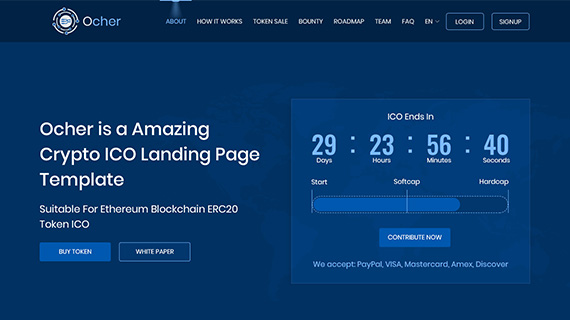 Ocher
ABOUT HOW IT WORKS TOKEN SALE BOUNTY ROADMAP TEAM FAQ EN LOGIN SIGNUP
Ocher is a Amazing
Crypto ICO Landing Page
Template
Suitable For Ethereum Blockchain ERC20
Token ICO
BUY TOKEN WHITE PAPER
ICO Ends In
29 : 23 : 56 : 40
Days Hours Minutes Seconds
Start Softcap Hardcap
CONTRIBUTE NOW
We accept: PayPal, VISA, Mastercard, Amex, Discover